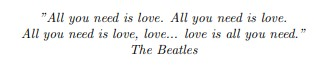 "All you need is love. All you need is love.
All you need is love, love... love is all you need."
The Beatles